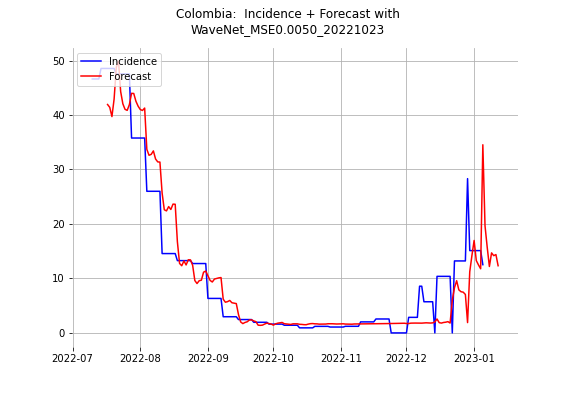 Colombia:  Incidence + Forecast with
WaveNet_MSE0.0050_20221023
Incidence
Forecast
50
40
30
20
10
0
2022-07 2022-08 2022-09 2022-10 2022-11 2022-12 2023-01